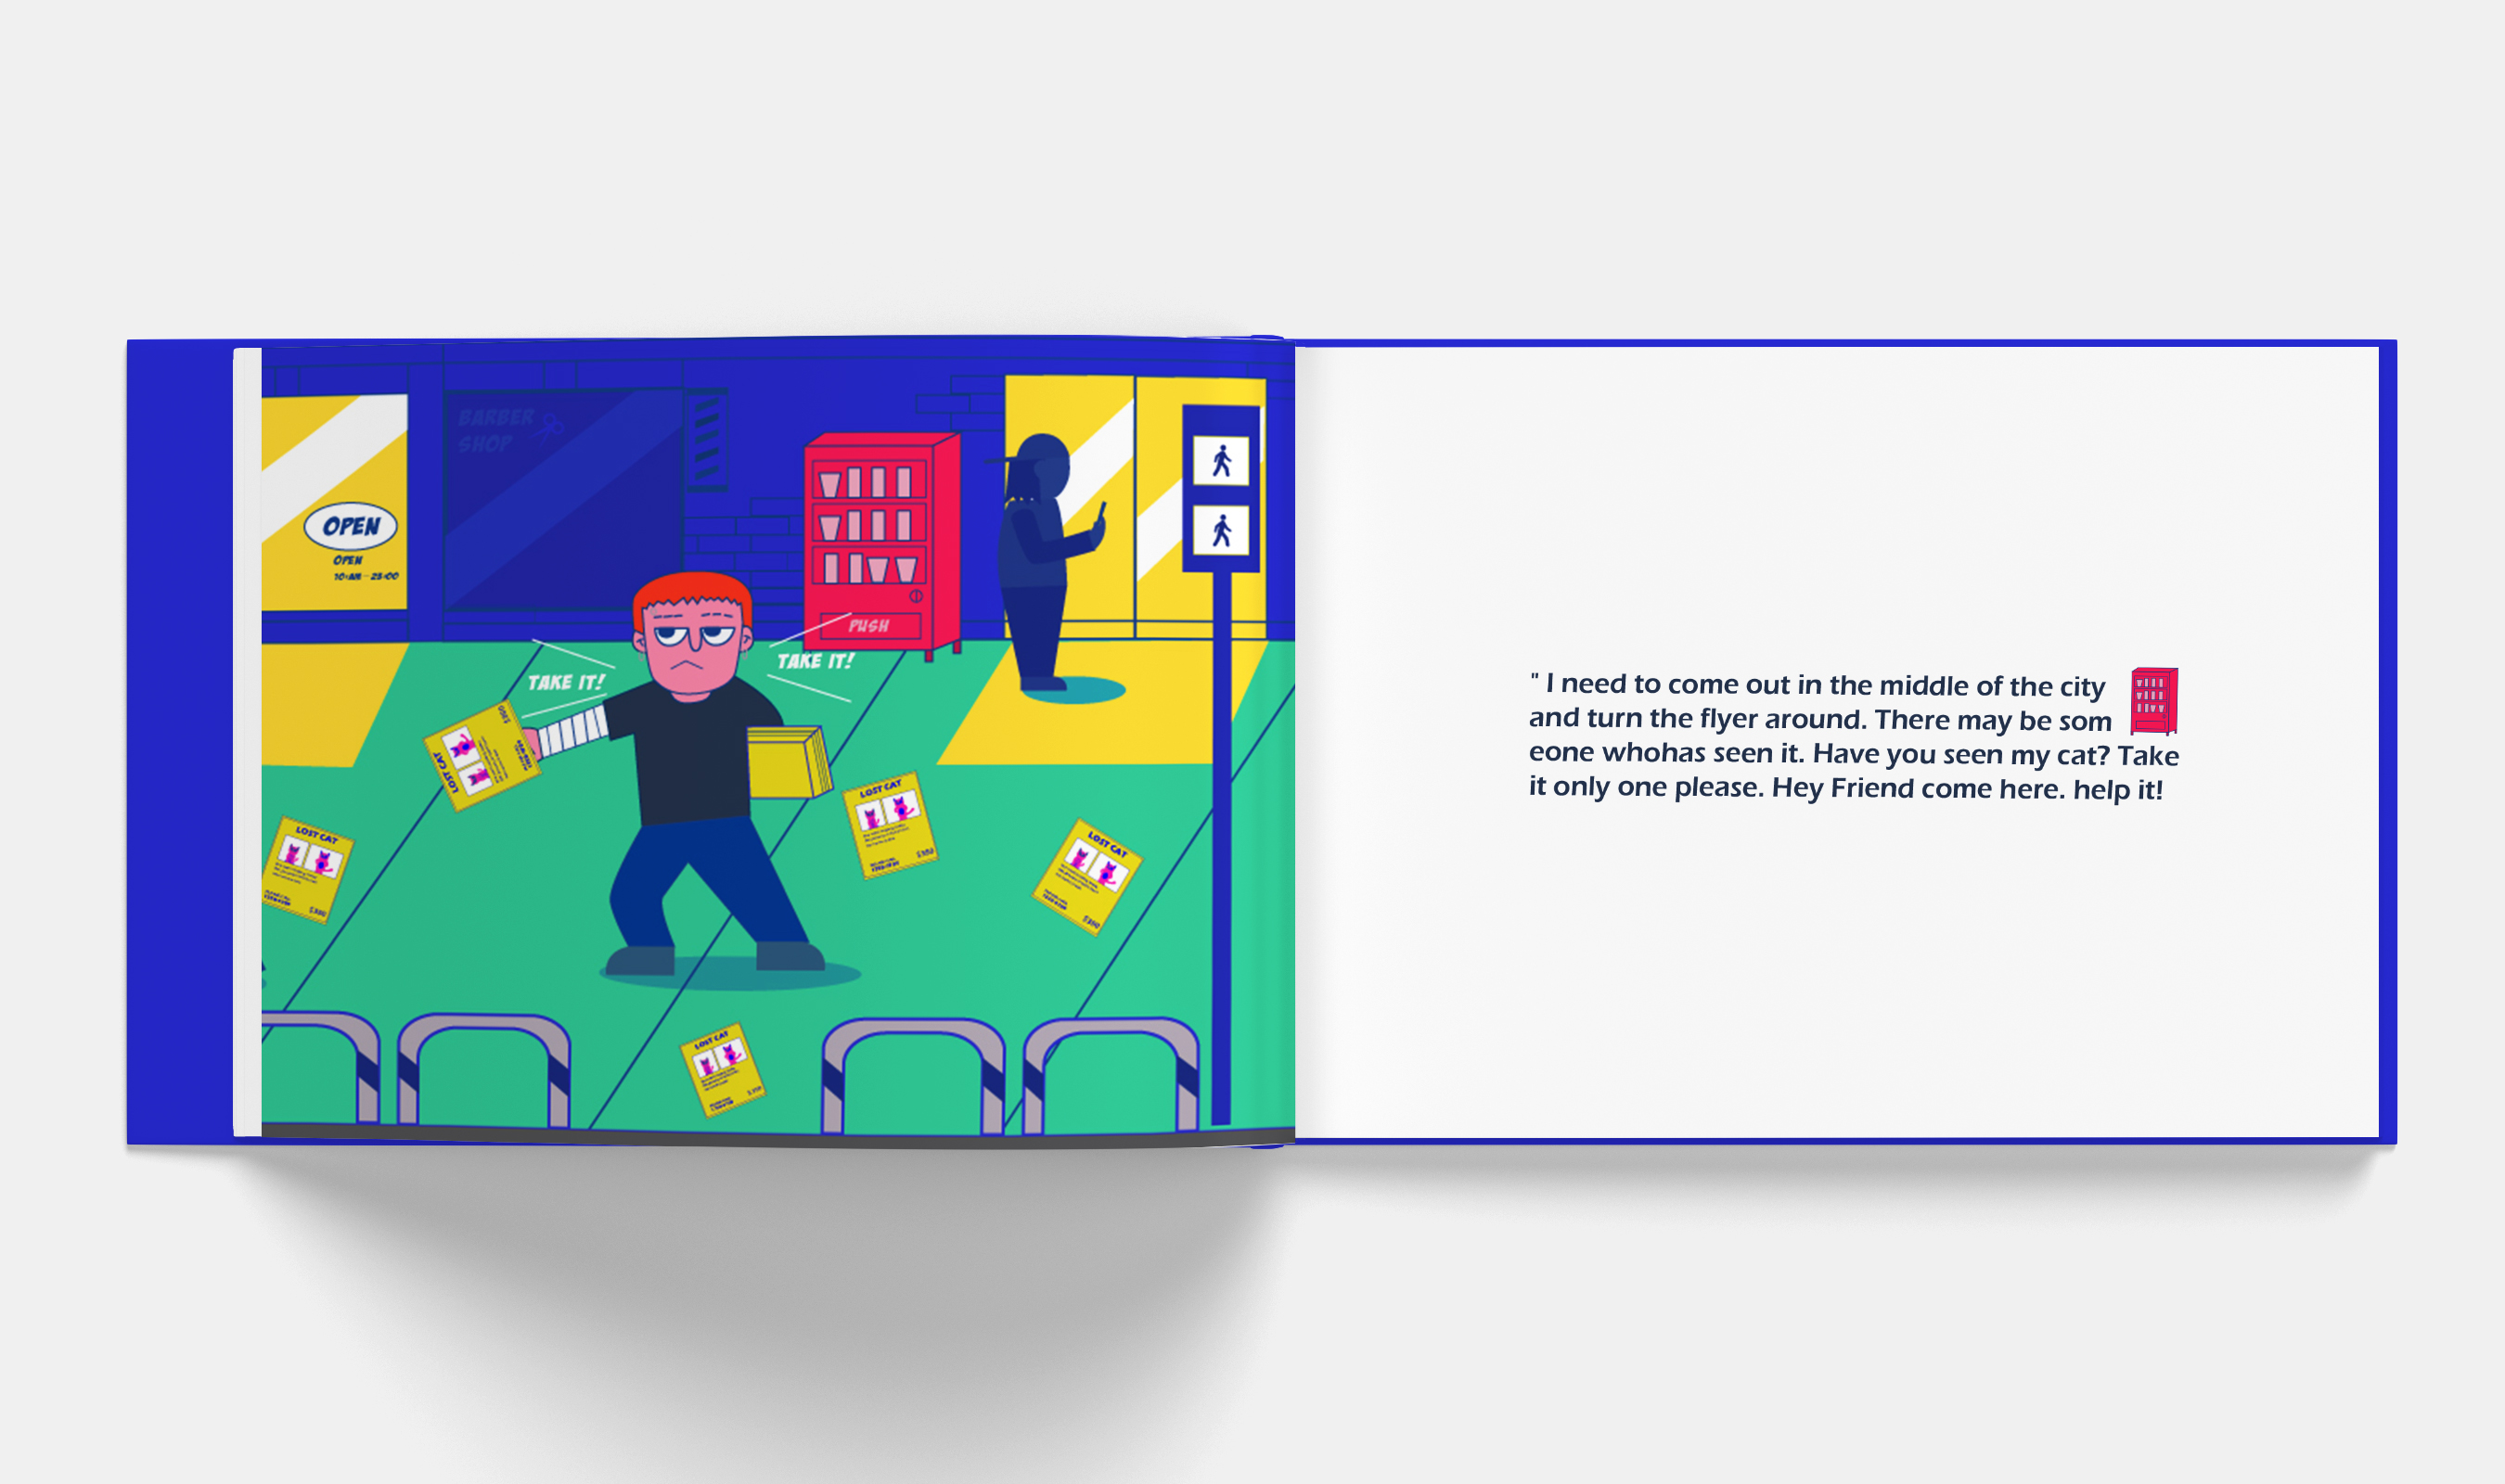 BARBER
SHOP
OPEN
OPEN
10:AM - 23:00
PUSH
TAKE IT!
TAKE IT!
LOST CAT
LOST CAT
$300
LOST CAT
LOST CAT
LOST CAT
" I need to come out in the middle of the city
and turn the flyer around. There may be som
eone whohas seen it. Have you seen my cat? Take
it only one please. Hey Friend come here. help it!